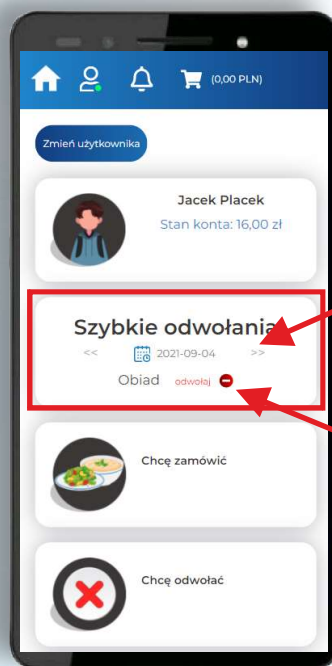 (0,00 PLN)
Zmień użytkownika
Jacek Placek
Stan konta: 16,00 zł
Szybkie odwołania
<< 2021-09-04 >>
Obiad odwołaj
Chcę zamówić
Chcę odwołać